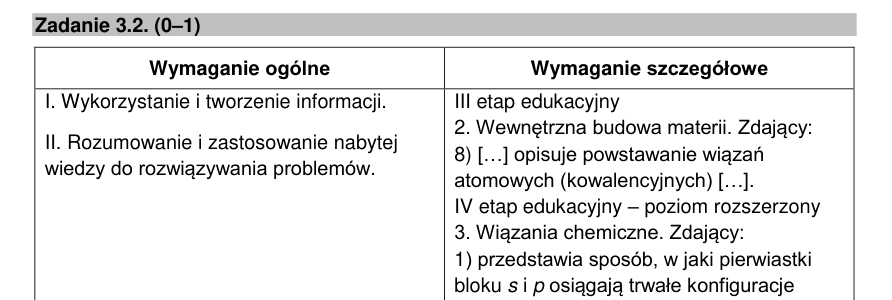 Zadanie 3.2. (0–1)
Wymaganie ogólne
Wymaganie szczegółowe
I. Wykorzystanie i tworzenie informacji.
II. Rozumowanie i zastosowanie nabytej
wiedzy do rozwiązywania problemów.
III etap edukacyjny
2. Wewnętrzna budowa materii. Zdający:
8) […] opisuje powstawanie wiązań
atomowych (kowalencyjnych) […].
IV etap edukacyjny – poziom rozszerzony
3. Wiązania chemiczne. Zdający:
1) przedstawia sposób, w jaki pierwiastki
bloku s i p osiągają trwałe konfiguracje